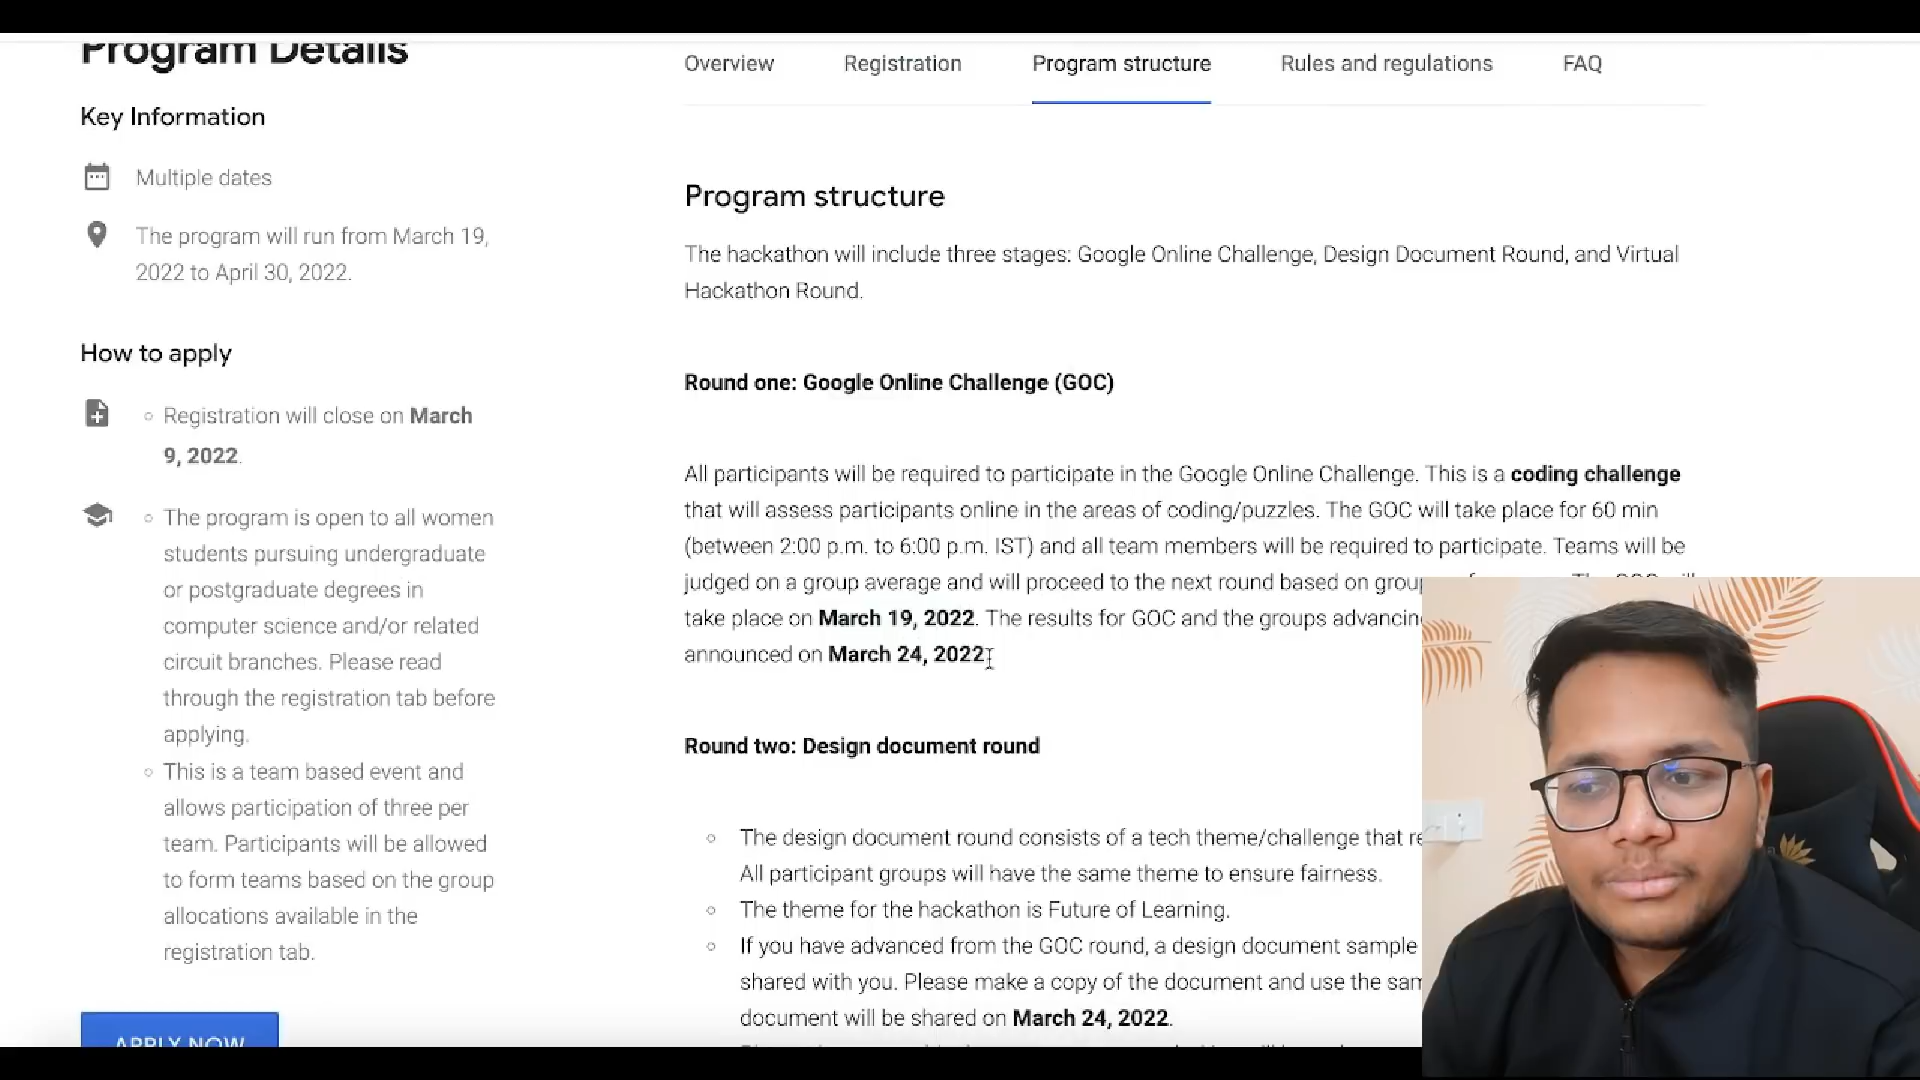 Program Details
Key Information
Multiple dates
The program will run from March 19,
2022 to April 30, 2022.
How to apply
Registration will close on March
9, 2022.
The program is open to all women
students pursuing undergraduate
or postgraduate degrees in
computer science and/or related
circuit branches. Please read
through the registration tab before
applying.
This is a team based event and
allows participation of three per
team. Participants will be allowed
to form teams based on the group
allocations available in the
registration tab.
APPLY NOW
Overview Registration Program structure Rules and regulations FAQ
Program structure
The hackathon will include three stages: Google Online Challenge, Design Document Round, and Virtual
Hackathon Round.
Round one: Google Online Challenge (GOC)
All participants will be required to participate in the Google Online Challenge. This is a coding challenge
that will assess participants online in the areas of coding/puzzles. The GOC will take place for 60 min
(between 2:00 p.m. to 6:00 p.m. IST) and all team members will be required to participate. Teams will be
judged on a group average and will proceed to the next round based on group
take place on March 19, 2022. The results for GOC and the groups advancing
announced on March 24, 2022
Round two: Design document round
The design document round consists of a tech theme/challenge that re
All participant groups will have the same theme to ensure fairness.
The theme for the hackathon is Future of Learning.
If you have advanced from the GOC round, a design document sample
shared with you. Please make a copy of the document and use the sam
document will be shared on March 24, 2022.